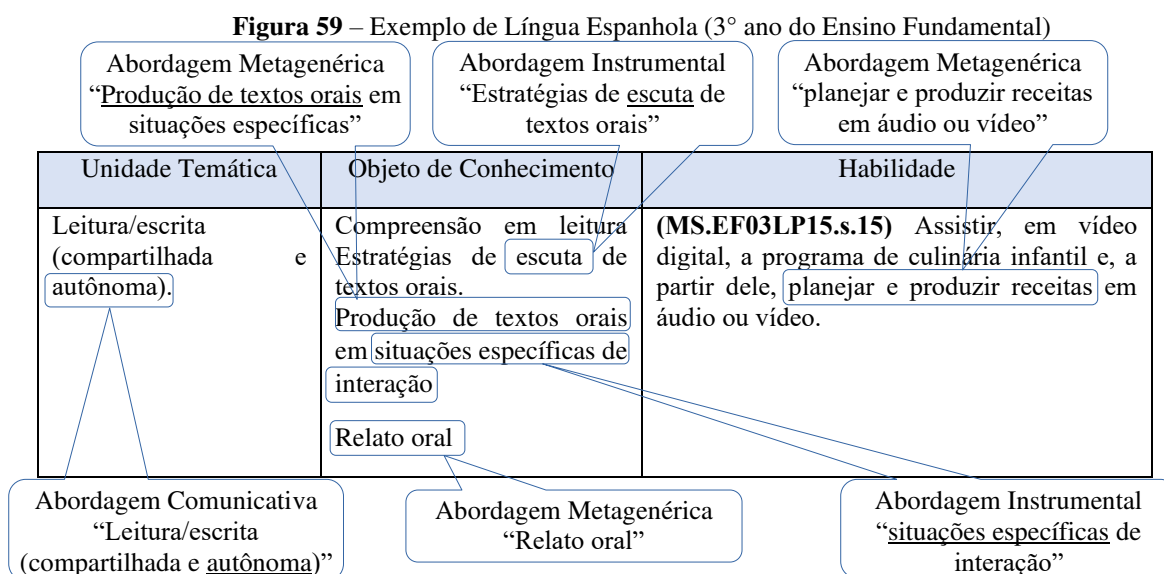 Figura 59 – Exemplo de Língua Espanhola (3° ano do Ensino Fundamental)
Abordagem Metagenérica
“Produção de textos orais em
situações específicas”
Abordagem Instrumental
“Estratégias de escuta de
textos orais”
Abordagem Metagenérica
“planejar e produzir receitas
em áudio ou vídeo”
Unidade Temática
Objeto de Conhecimento
Habilidade
Leitura/escrita
(compartilhada e
autônoma).
Compreensão em leitura
Estratégias de escuta de
textos orais.
Produção de textos orais
em situações específicas de
interação
Relato oral
(MS.EF03LP15.s.15) Assistir, em vídeo
digital, a programa de culinária infantil e, a
partir dele, planejar e produzir receitas em
áudio ou vídeo.
Abordagem Comunicativa
“Leitura/escrita
(compartilhada e autônoma)”
Abordagem Metagenérica
“Relato oral”
Abordagem Instrumental
“situações específicas de
interação”